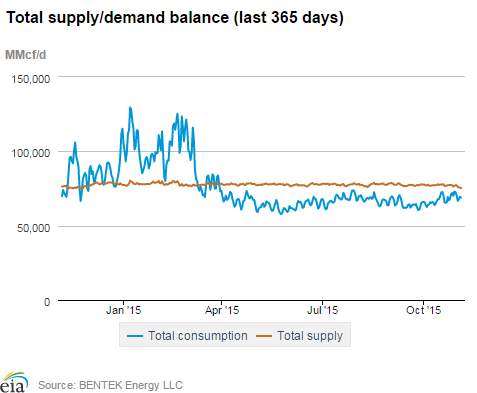 Total supply/demand balance (last 365 days)
MMcf/d
150,000
100,000
50,000
0
Jan '15 Apr '15 Jul '15 Oct '15
Total consumption Total supply
eia Source: BENTEK Energy LLC